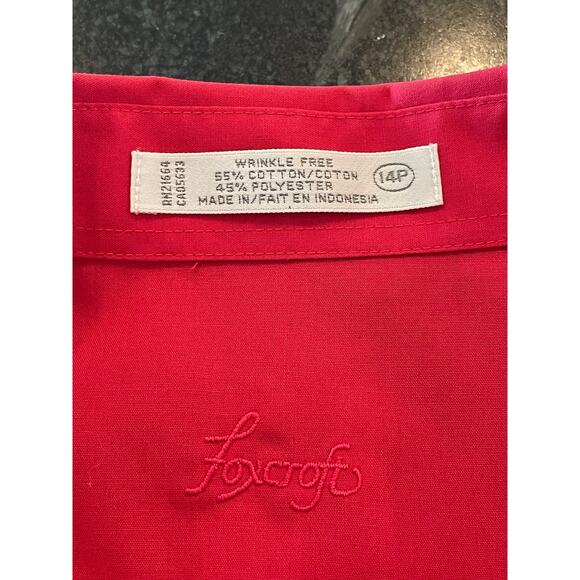 RN21664
CA05633
WRINKLE FREE
55% COTTON/COTON
45% POLYESTER
MADE IN/FAIT EN INDONESIA
14P
foxcroft